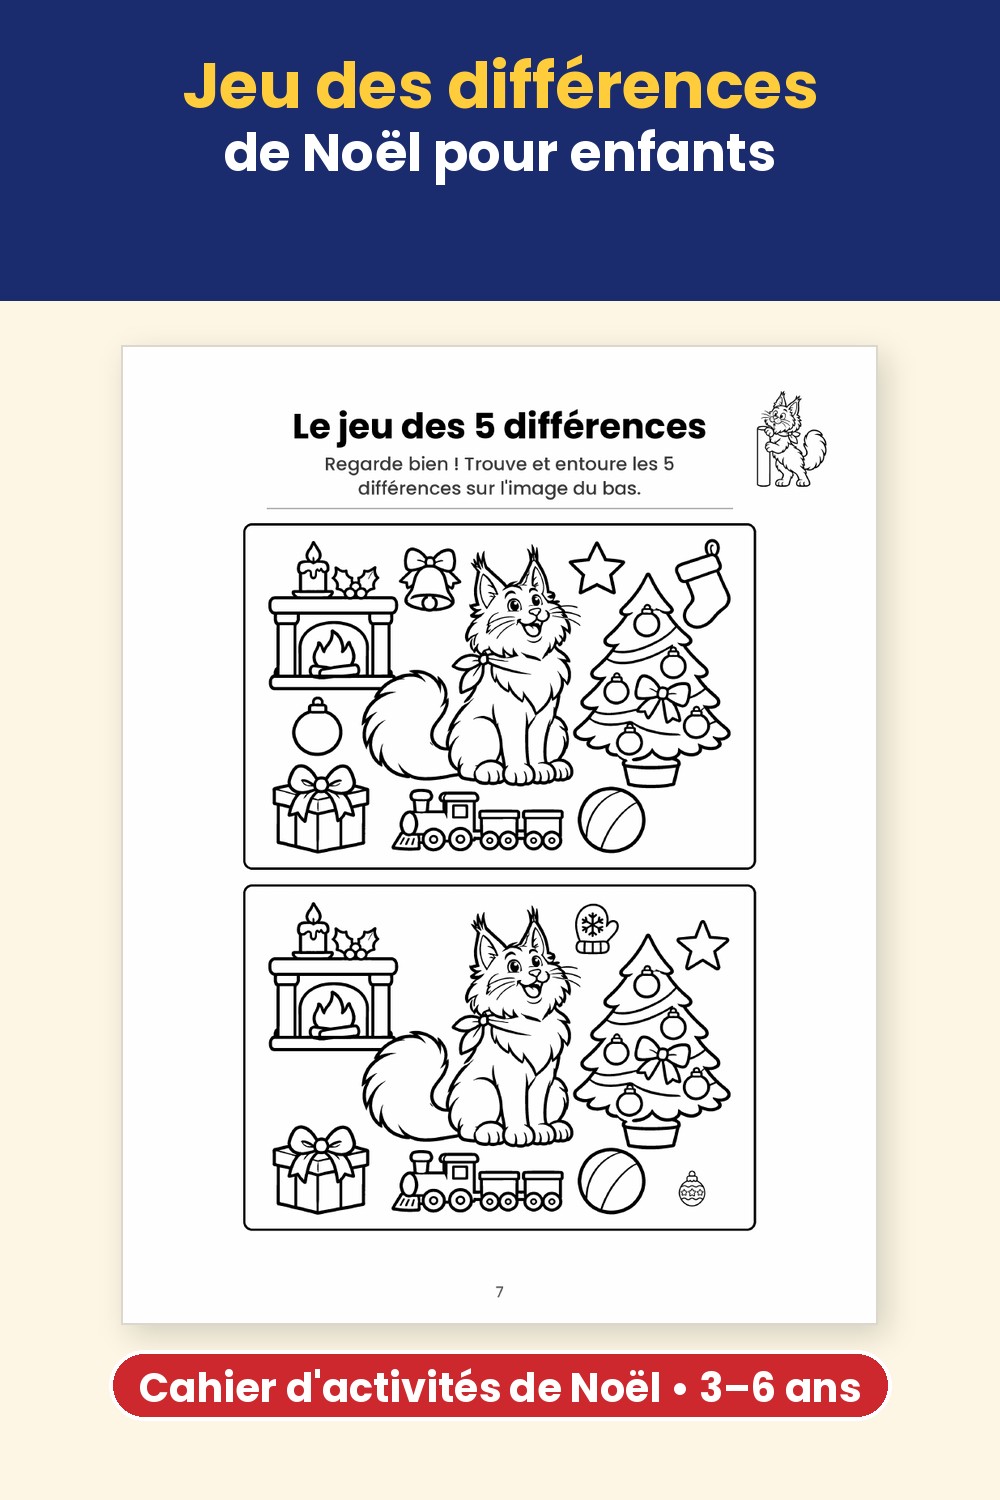 Jeu des différences
de Noël pour enfants
Le jeu des 5 différences
Regarde bien ! Trouve et entoure les 5
différences sur l'image du bas.
7
Cahier d'activités de Noël • 3–6 ans